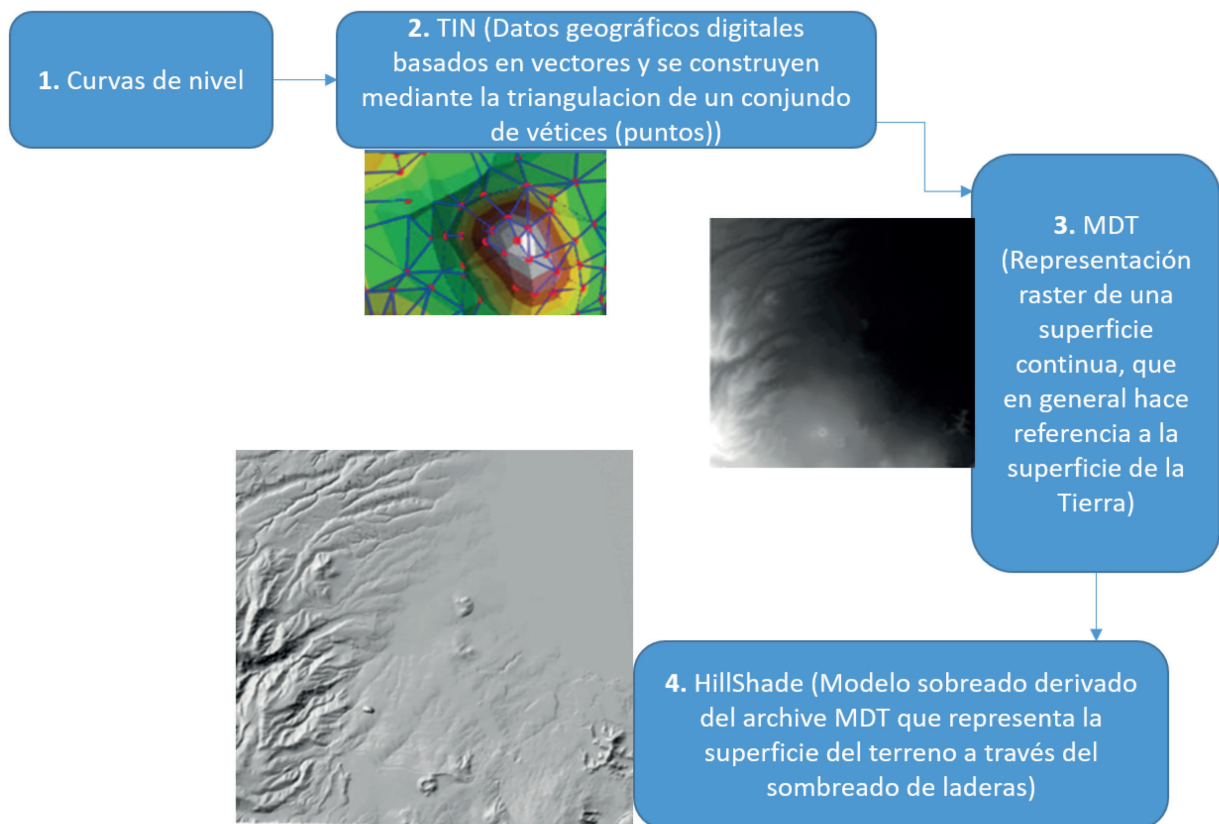 1. Curvas de nivel
2. TIN (Datos geográficos digitales
basados en vectores y se construyen
mediante la triangulacion de un conjundo
de vétices (puntos))
3. MDT
(Representación
raster de una
superficie
continua, que
en general hace
referencia a la
superficie de la
Tierra)
4. HillShade (Modelo sobreado derivado
del archive MDT que representa la
superficie del terreno a través del
sombreado de laderas)